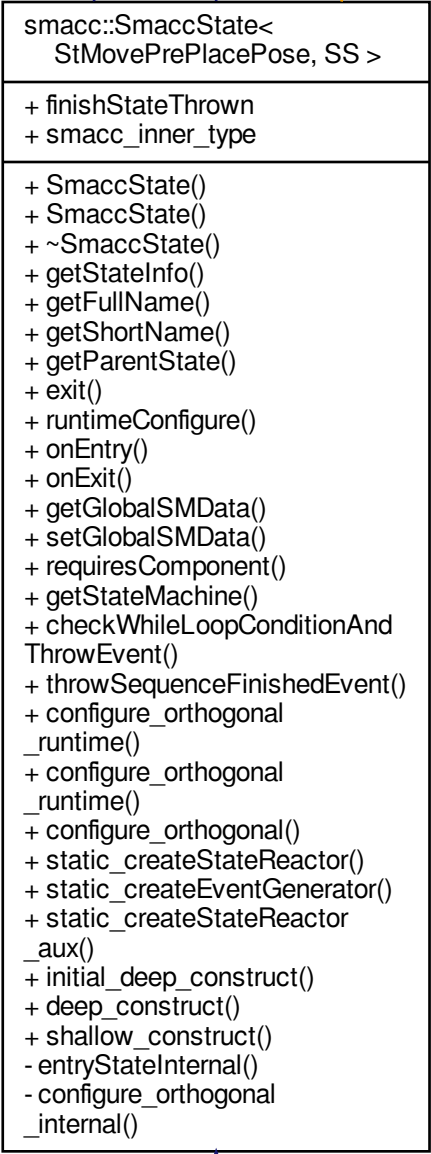 smacc::SmaccState<
StMovePrePlacePose, SS >
+ finishStateThrown
+ smacc_inner_type
+ SmaccState()
+ SmaccState()
+ ~SmaccState()
+ getStateInfo()
+ getFullName()
+ getShortName()
+ getParentState()
+ exit()
+ runtimeConfigure()
+ onEntry()
+ onExit()
+ getGlobalSMData()
+ setGlobalSMData()
+ requiresComponent()
+ getStateMachine()
+ checkWhileLoopConditionAnd
ThrowEvent()
+ throwSequenceFinishedEvent()
+ configure_orthogonal
_runtime()
+ configure_orthogonal
_runtime()
+ configure_orthogonal()
+ static_createStateReactor()
+ static_createEventGenerator()
+ static_createStateReactor
_aux()
+ initial_deep_construct()
+ deep_construct()
+ shallow_construct()
- entryStateInternal()
- configure_orthogonal
_internal()